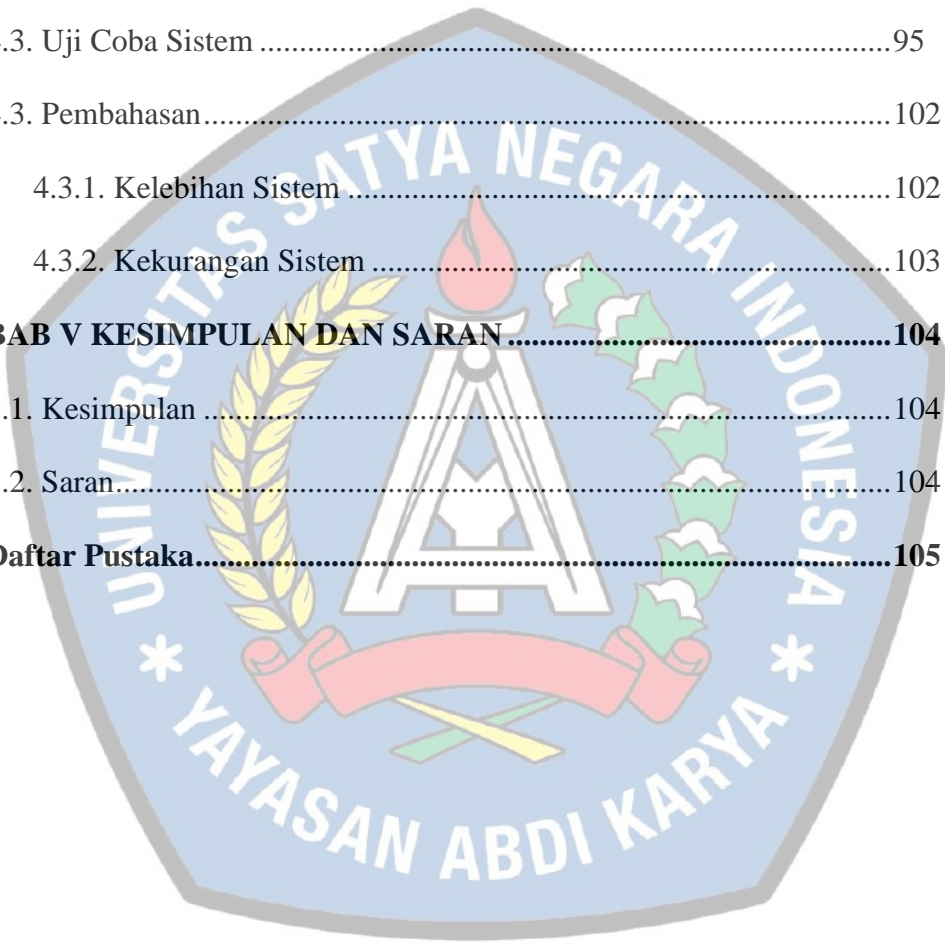 .3. Uji Coba Sistem ........................................................................ 95
.3. Pembahasan ........................................................................ 102
4.3.1. Kelebihan Sistem ........................................................................ 102
4.3.2. Kekurangan Sistem ........................................................................ 103
BAB V KESIMPULAN DAN SARAN ........................................................................ 104
.1. Kesimpulan ........................................................................ 104
.2. Saran ........................................................................ 104
Daftar Pustaka ........................................................................ 105
UNIVERSITAS SATYA NEGARA INDONESIA
* YAYASAN ABDI KARYA *